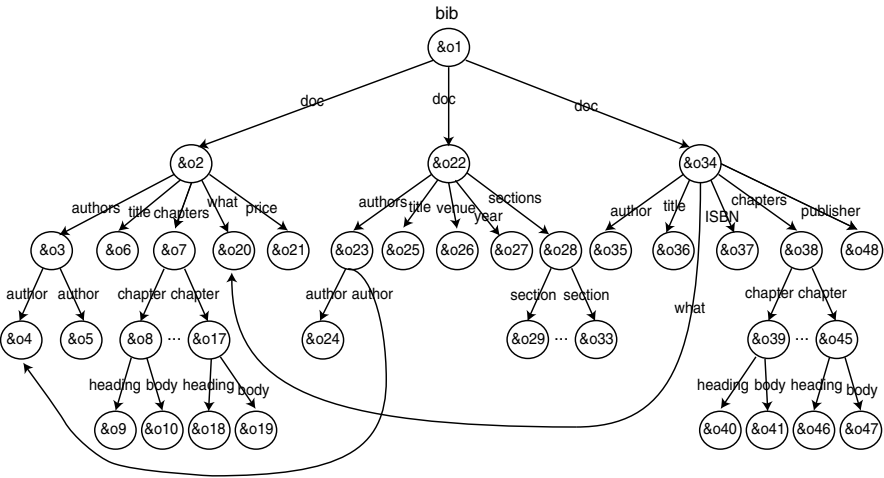 bib
&o1
doc doc doc
&o2 &o22 &o34
authors title chapters what price authors title venue year sections author title ISBN chapters publisher
&o3 &o6 &o7 &o20 &o21 &o23 &o25 &o26 &o27 &o28 &o35 &o36 &o37 &o38 &o48
author author chapter chapter author author section section what chapter chapter
&o4 &o5 &o8 ... &o17 &o24 &o29 ... &o33 &o39 ... &o45
heading body heading body heading body heading body
&o9 &o10 &o18 &o19 &o40 &o41 &o46 &o47